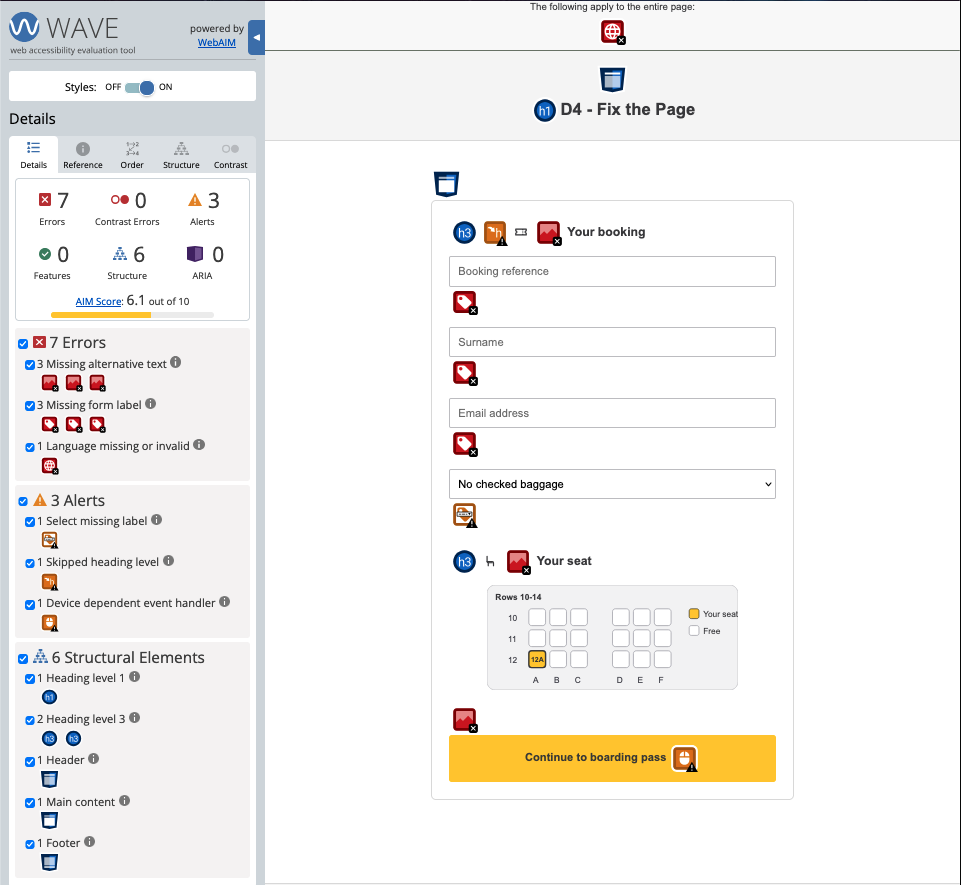 WAVE
web accessibility evaluation tool
powered by
WebAIM
Styles: OFF ON
Details
Details Reference Order Structure Contrast
7 0 3
Errors Contrast Errors Alerts
0 6 0
Features Structure ARIA
AIM Score: 6.1 out of 10
7 Errors
3 Missing alternative text
3 Missing form label
1 Language missing or invalid
3 Alerts
1 Select missing label
1 Skipped heading level
1 Device dependent event handler
6 Structural Elements
1 Heading level 1
h1
2 Heading level 3
h3 h3
1 Header
1 Main content
1 Footer
The following apply to the entire page:
h1 D4 - Fix the Page
h3 h Your booking
Booking reference
Surname
Email address
No checked baggage
h3 Your seat
Rows 10-14
10 Your seat
11 Free
12 12A
A B C D E F
Continue to boarding pass